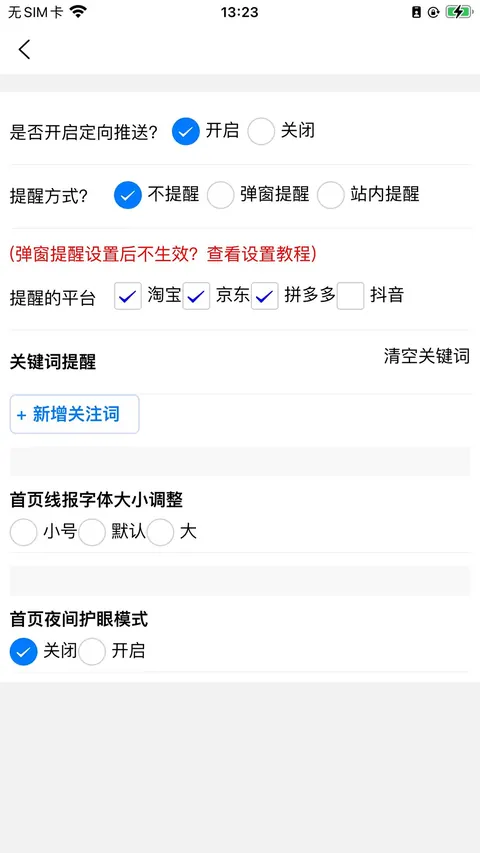 无SIM卡 13:23
是否开启定向推送? 开启 关闭
提醒方式? 不提醒 弹窗提醒 站内提醒
(弹窗提醒设置后不生效? 查看设置教程)
提醒的平台 淘宝 京东 拼多多 抖音
关键词提醒 清空关键词
+ 新增关注词
首页线报字体大小调整
小号 默认 大
首页夜间护眼模式
关闭 开启